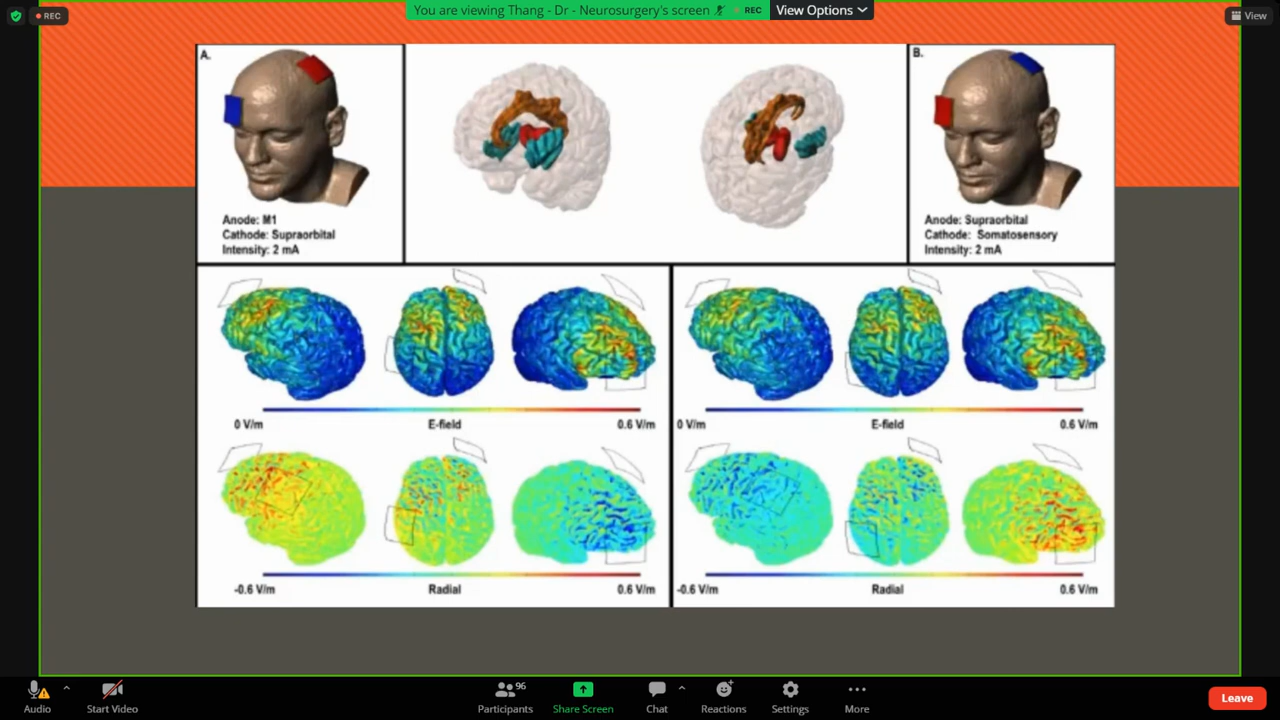 You are viewing Thang - Dr - Neurosurgery's screen
REC
View Options
REC
View
A.
B.
Anode: M1
Cathode: Supraorbital
Intensity: 2 mA
Anode: Supraorbital
Cathode: Somatosensory
Intensity: 2 mA
0 V/m
E-field
0.6 V/m
0 V/m
E-field
0.6 V/m
-0.6 V/m
Radial
0.6 V/m
-0.6 V/m
Radial
0.6 V/m
Audio
Start Video
96
Participants
Share Screen
Chat
Reactions
Settings
More
Leave